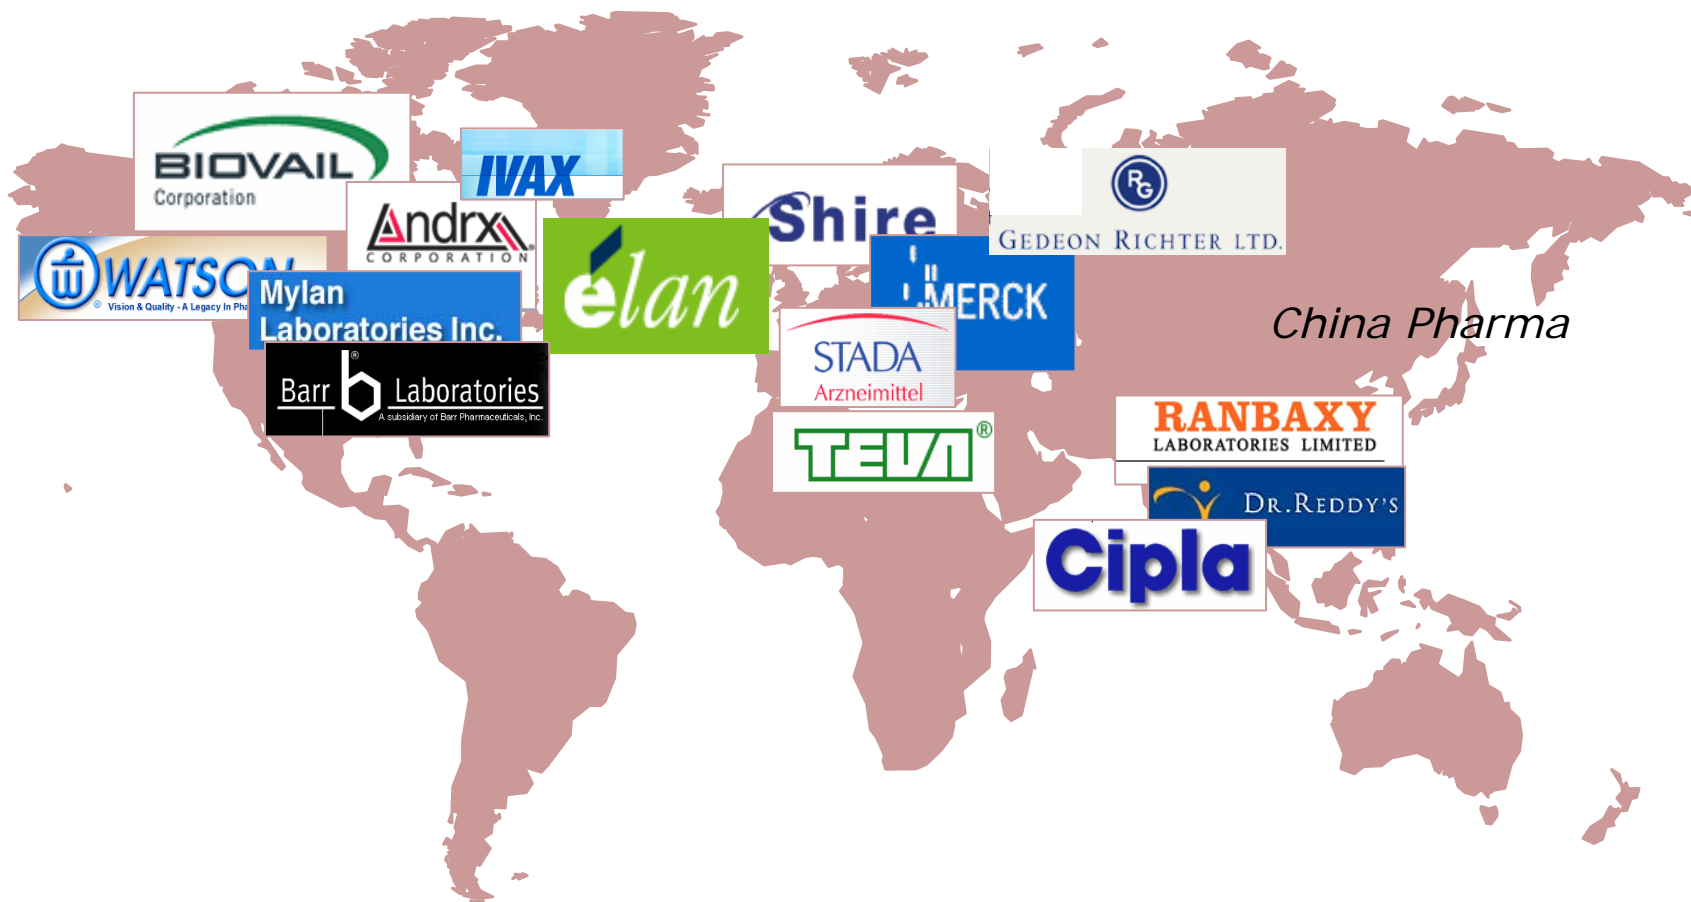 BIOVAIL
Corporation
IVAX
Andrx
CORPORATION
®
WATSON
®
Vision & Quality - A Legacy In Pha
Mylan
Laboratories Inc.
Barr b® Laboratories
A subsidiary of Barr Pharmaceuticals, Inc.
élan
Shire
MERCK
RG
GEDEON RICHTER LTD.
STADA
Arzneimittel
TEVA®
China Pharma
RANBAXY
LABORATORIES LIMITED
DR.REDDY'S
Cipla